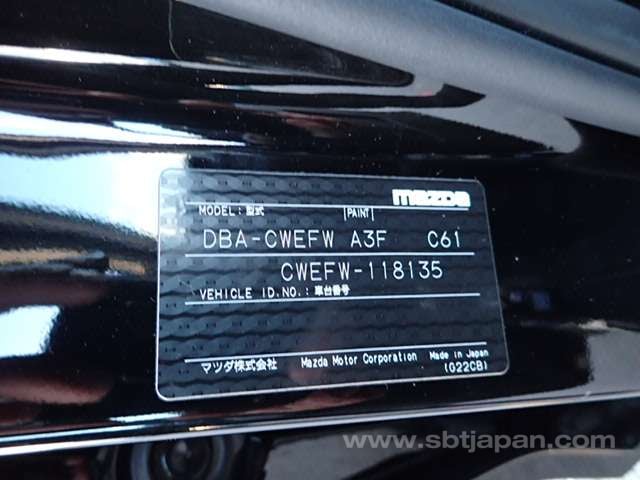 mazda
MODEL: 型式 [PAINT]
DBA-CWEFW A3F C61
CWEFW-118135
VEHICLE ID.NO.: 車台番号
マツダ株式会社 Mazda Motor Corporation Made in Japan
(G22CB)
www.sbtjapan.com